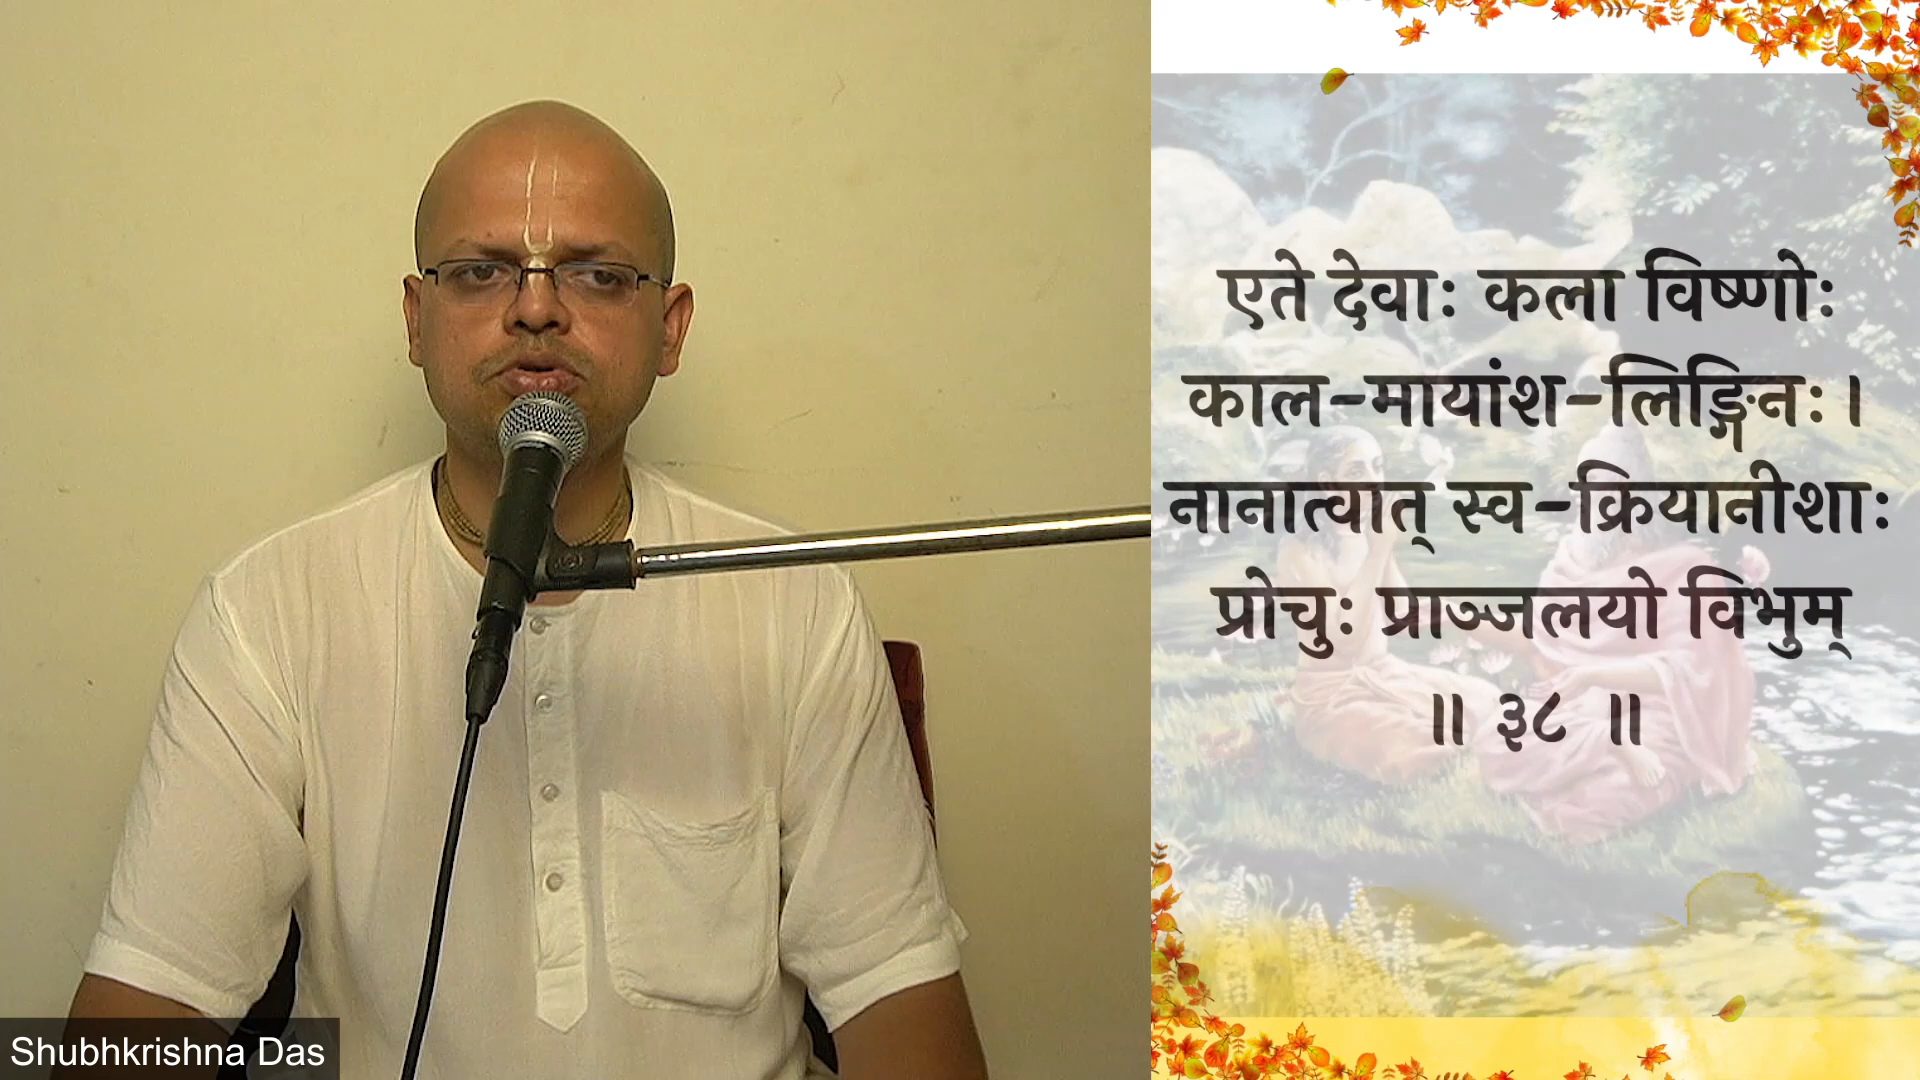 एते देवाः कला विष्णोः
काल-मायांश-लिङ्गिनः।
नानात्वात् स्व-क्रियानीशाः
प्रोचुः प्राञ्जलयो विभुम्
॥ ३८ ॥
Shubhkrishna Das